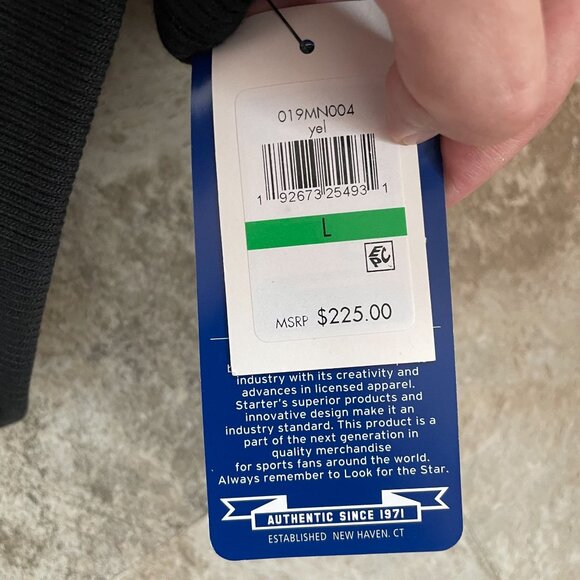 019MN004
yel
1 92673 25493 1
L
EPC
MSRP $225.00
industry with its creativity and
advances in licensed apparel.
Starter's superior products and
innovative design make it an
industry standard. This product is a
part of the next generation in
quality merchandise
for sports fans around the world.
Always remember to Look for the Star.
AUTHENTIC SINCE 1971
ESTABLISHED NEW HAVEN. CT